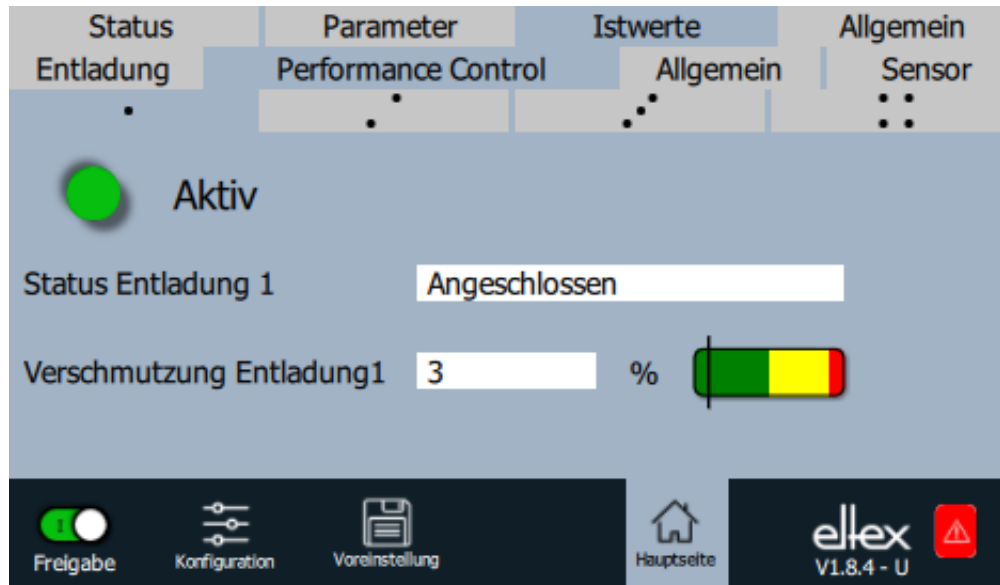 Status Parameter Istwerte Allgemein
Entladung Performance Control Allgemein Sensor
Aktiv
Status Entladung 1 Angeschlossen
Verschmutzung Entladung1 3 %
I
Freigabe Konfiguration Voreinstellung Hauptseite eltex
V1.8.4 - U